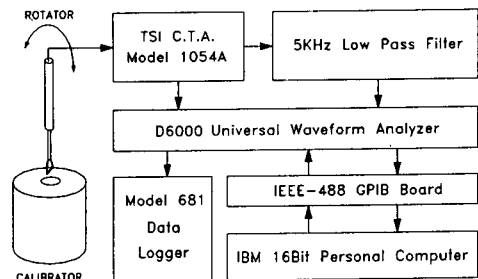 ROTATOR
TSI C.T.A.
Model 1054A
5KHz Low Pass Filter
D6000 Universal Waveform Analyzer
Model 681
Data
Logger
IEEE-488 GPIB Board
IBM 16Bit Personal Computer
CALIBRATOR